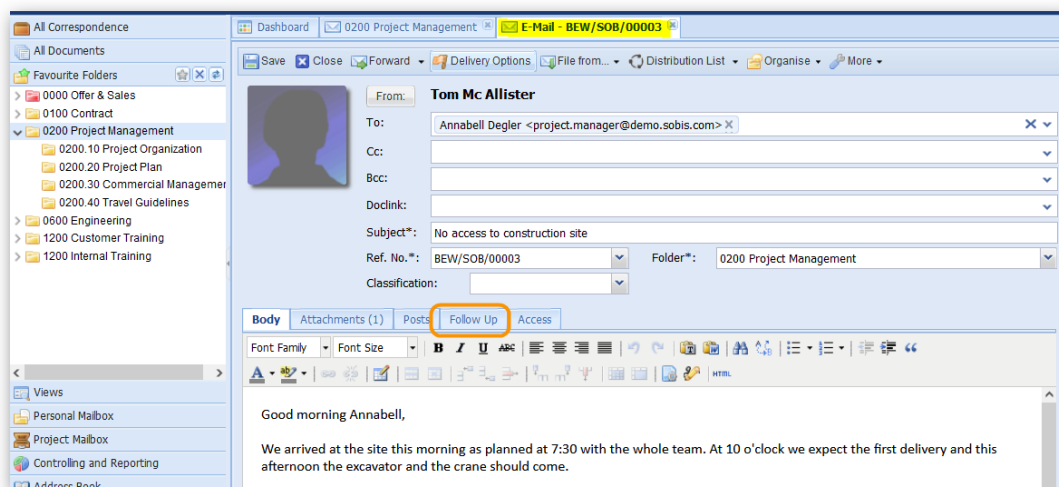 All Correspondence
All Documents
Favourite Folders
0000 Offer & Sales
0100 Contract
0200 Project Management
0200.10 Project Organization
0200.20 Project Plan
0200.30 Commercial Managemer
0200.40 Travel Guidelines
0600 Engineering
1200 Customer Training
1200 Internal Training
Views
Personal Mailbox
Project Mailbox
Controlling and Reporting
Address Book
Dashboard 0200 Project Management E-Mail - BEW/SOB/00003
Save Close Forward Delivery Options File from... Distribution List Organise More
From: Tom Mc Allister
To: Annabell Degler <project.manager@demo.sobis.com>
Cc:
Bcc:
Doclink:
Subject*: No access to construction site
Ref. No.*: BEW/SOB/00003 Folder*: 0200 Project Management
Classification:
Body Attachments (1) Posts Follow Up Access
Font Family Font Size B I U ABC
A ab HTML
Good morning Annabell,
We arrived at the site this morning as planned at 7:30 with the whole team. At 10 o'clock we expect the first delivery and this
afternoon the excavator and the crane should come.